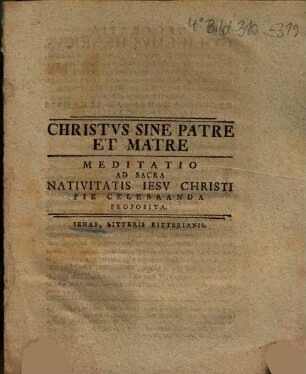 4° Bild 310-319
CHRISTVS SINE PATRE
ET MATRE
MEDITATIO
AD SACRA
NATIVITATIS IESV CHRISTI
PIE CELEBRANDA
PROPOSITA.
IENAE, LITTERIS RITTERIANIS.